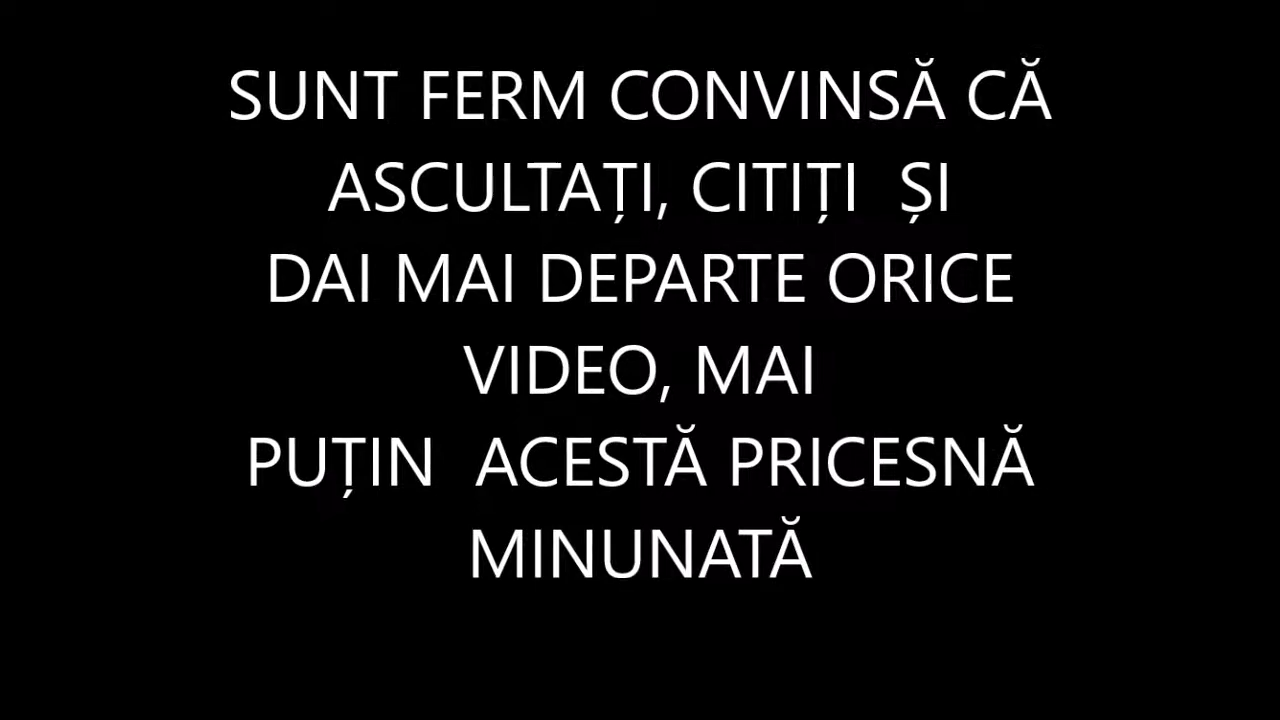 SUNT FERM CONVINSĂ CĂ
ASCULTAȚI, CITIȚI  ȘI
DAI MAI DEPARTE ORICE
VIDEO, MAI
PUȚIN  ACESTĂ PRICESNĂ
MINUNATĂ